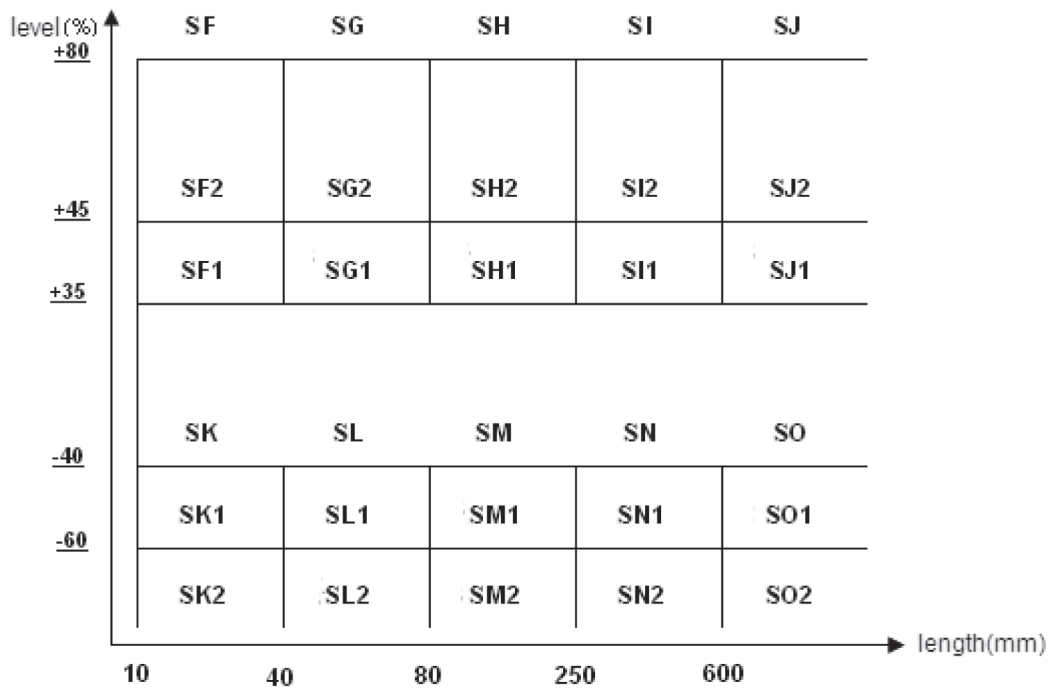 level(%) SF SG SH SI SJ
+80
SF2 SG2 SH2 SI2 SJ2
+45
SF1 SG1 SH1 SI1 SJ1
+35
SK SL SM SN SO
-40
SK1 SL1 SM1 SN1 SO1
-60
SK2 SL2 SM2 SN2 SO2
length(mm)
10 40 80 250 600